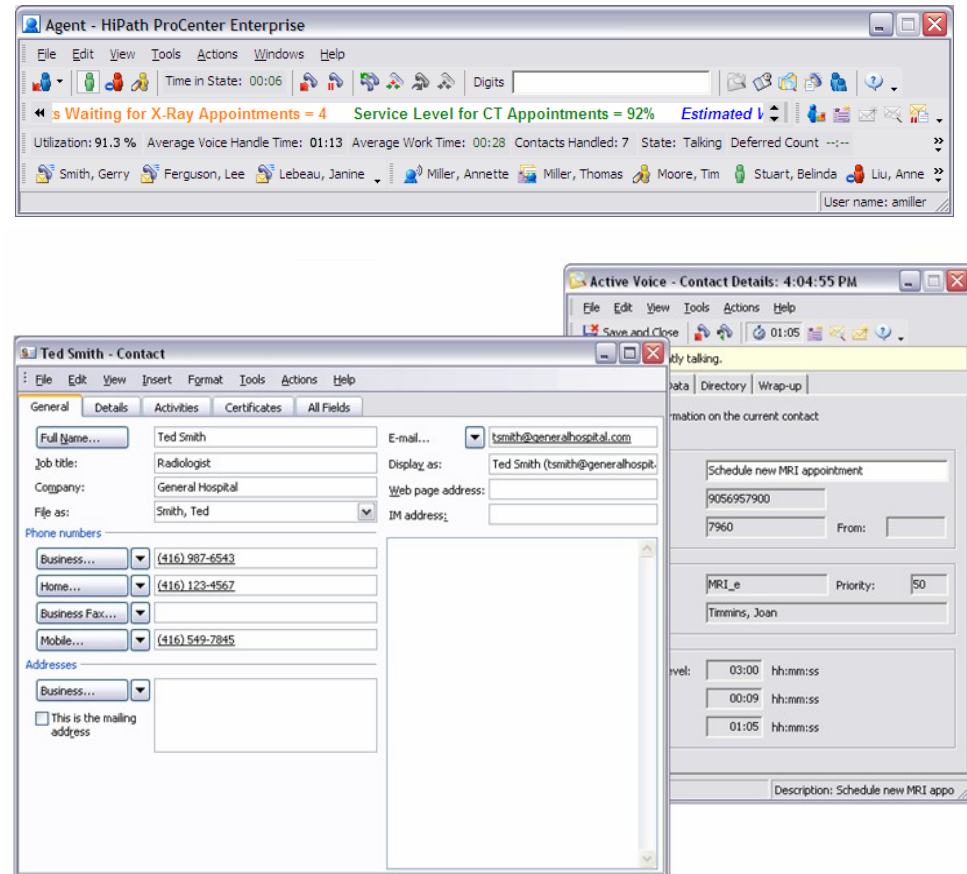 Agent - HiPath ProCenter Enterprise
File Edit View Tools Actions Windows Help
Time in State: 00:06 Digits
s Waiting for X-Ray Appointments = 4 Service Level for CT Appointments = 92% Estimated
Utilization: 91.3 % Average Voice Handle Time: 01:13 Average Work Time: 00:28 Contacts Handled: 7 State: Talking Deferred Count --:--
Smith, Gerry Ferguson, Lee Lebeau, Janine Miller, Annette Miller, Thomas Moore, Tim Stuart, Belinda Liu, Anne
User name: amiller
Active Voice - Contact Details: 4:04:55 PM
File Edit View Tools Actions Help
Save and Close 01:05
tly talking.
Data Directory Wrap-up
rmation on the current contact
Schedule new MRI appointment
9056957900
7960 From:
MRI_e Priority: 50
Timmins, Joan
evel: 03:00 hh:mm:ss
00:09 hh:mm:ss
01:05 hh:mm:ss
Description: Schedule new MRI appo
Ted Smith - Contact
File Edit View Insert Format Tools Actions Help
General Details Activities Certificates All Fields
Full Name... Ted Smith
Job title: Radiologist
Company: General Hospital
File as: Smith, Ted
E-mail... tsmith@generalhospital.com
Display as: Ted Smith (tsmith@generalhospit.
Web page address:
IM address:
Phone numbers
Business... (416) 987-6543
Home... (416) 123-4567
Business Fax...
Mobile... (416) 549-7845
Addresses
Business...
This is the mailing
address